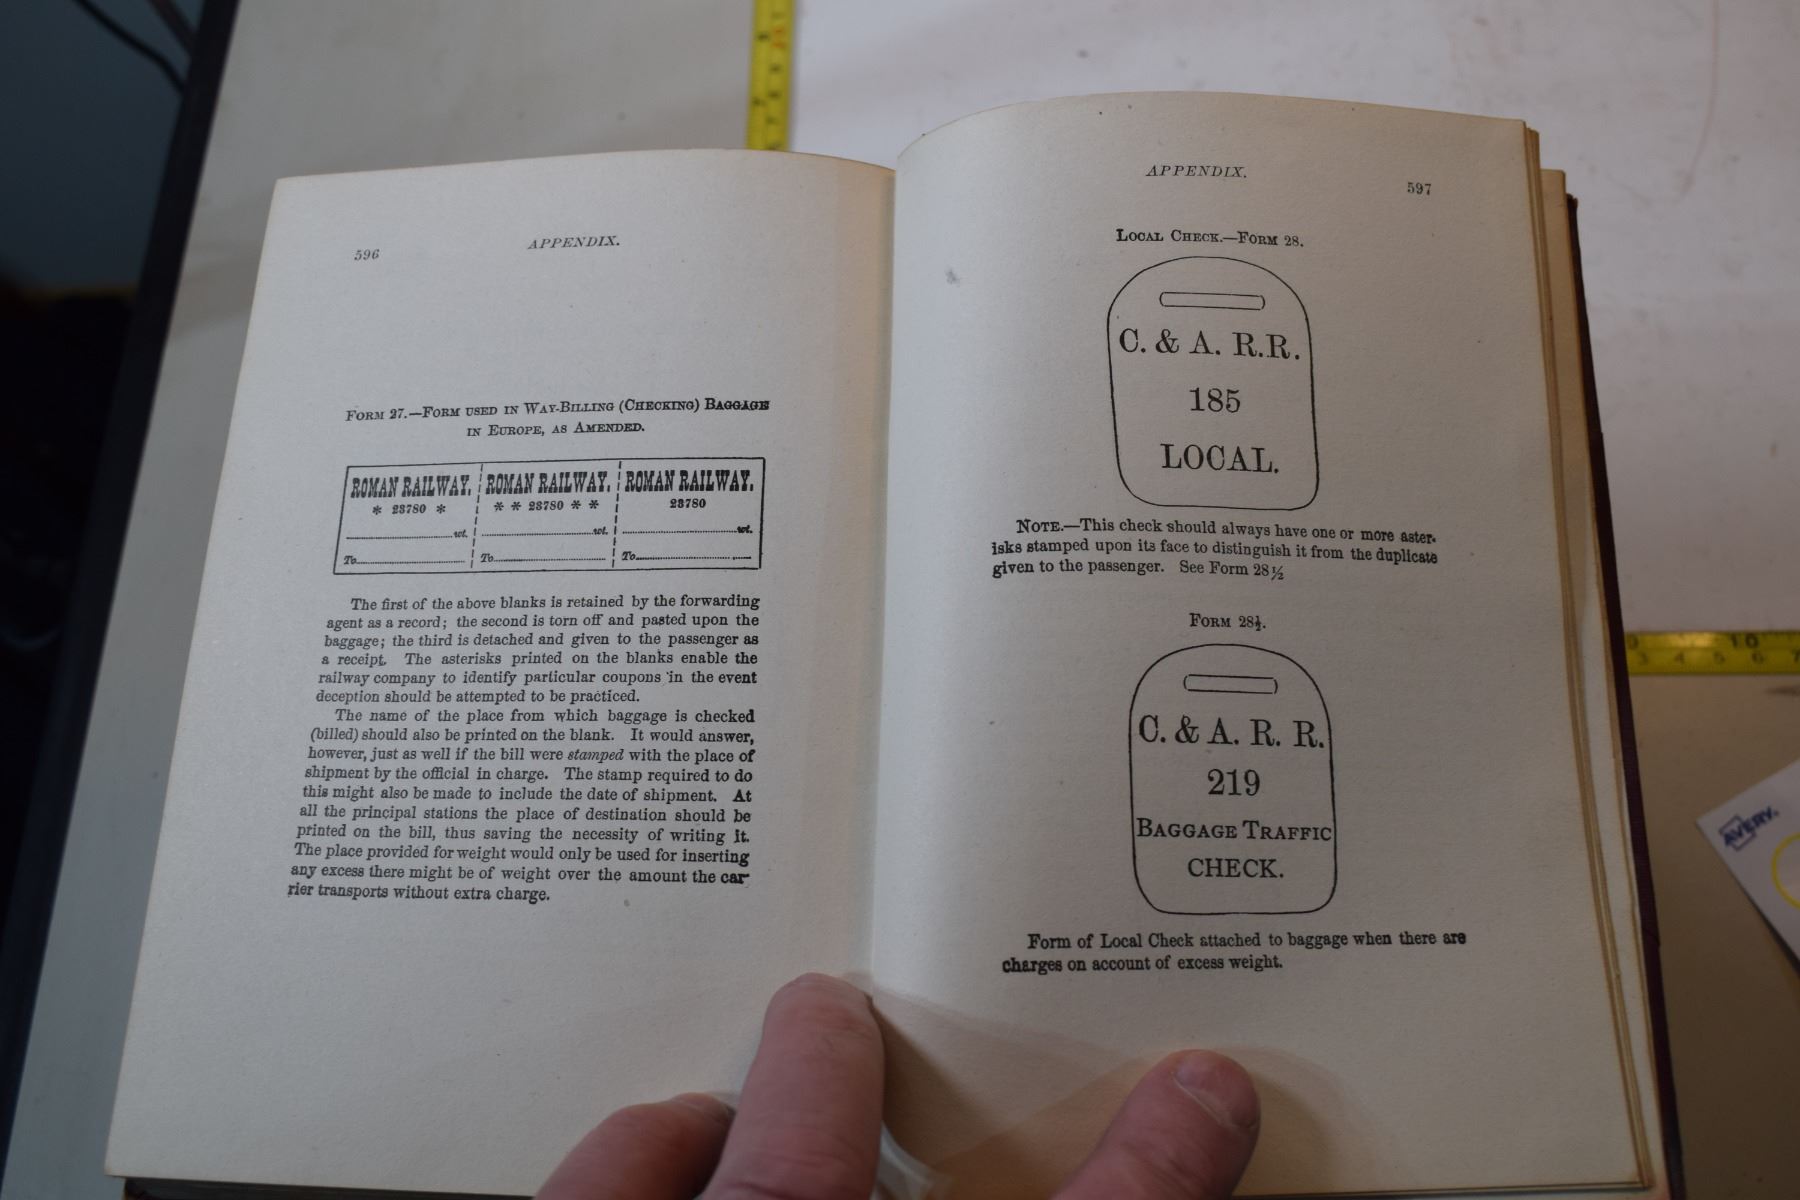 596
APPENDIX.
FORM 27.—FORM USED IN WAY-BILLING (CHECKING) BAGGAGE
IN EUROPE, AS AMENDED.
ROMAN RAILWAY. ROMAN RAILWAY. ROMAN RAILWAY.
* 23780 * * * 23780 * * 23780
wt. wt. wt.
To To To
The first of the above blanks is retained by the forwarding
agent as a record; the second is torn off and pasted upon the
baggage; the third is detached and given to the passenger as
a receipt. The asterisks printed on the blanks enable the
railway company to identify particular coupons in the event
deception should be attempted to be practiced.
The name of the place from which baggage is checked
(billed) should also be printed on the blank. It would answer,
however, just as well if the bill were stamped with the place of
shipment by the official in charge. The stamp required to do
this might also be made to include the date of shipment. At
all the principal stations the place of destination should be
printed on the bill, thus saving the necessity of writing it.
The place provided for weight would only be used for inserting
any excess there might be of weight over the amount the car-
rier transports without extra charge.
APPENDIX.
597
LOCAL CHECK.—FORM 28.
C. & A. R.R.
185
LOCAL.
NOTE.—This check should always have one or more aster-
isks stamped upon its face to distinguish it from the duplicate
given to the passenger. See Form 28½
FORM 28½.
C. & A. R. R.
219
BAGGAGE TRAFFIC
CHECK.
Form of Local Check attached to baggage when there are
charges on account of excess weight.
9 10
3 4 5 6 7
AVERY.